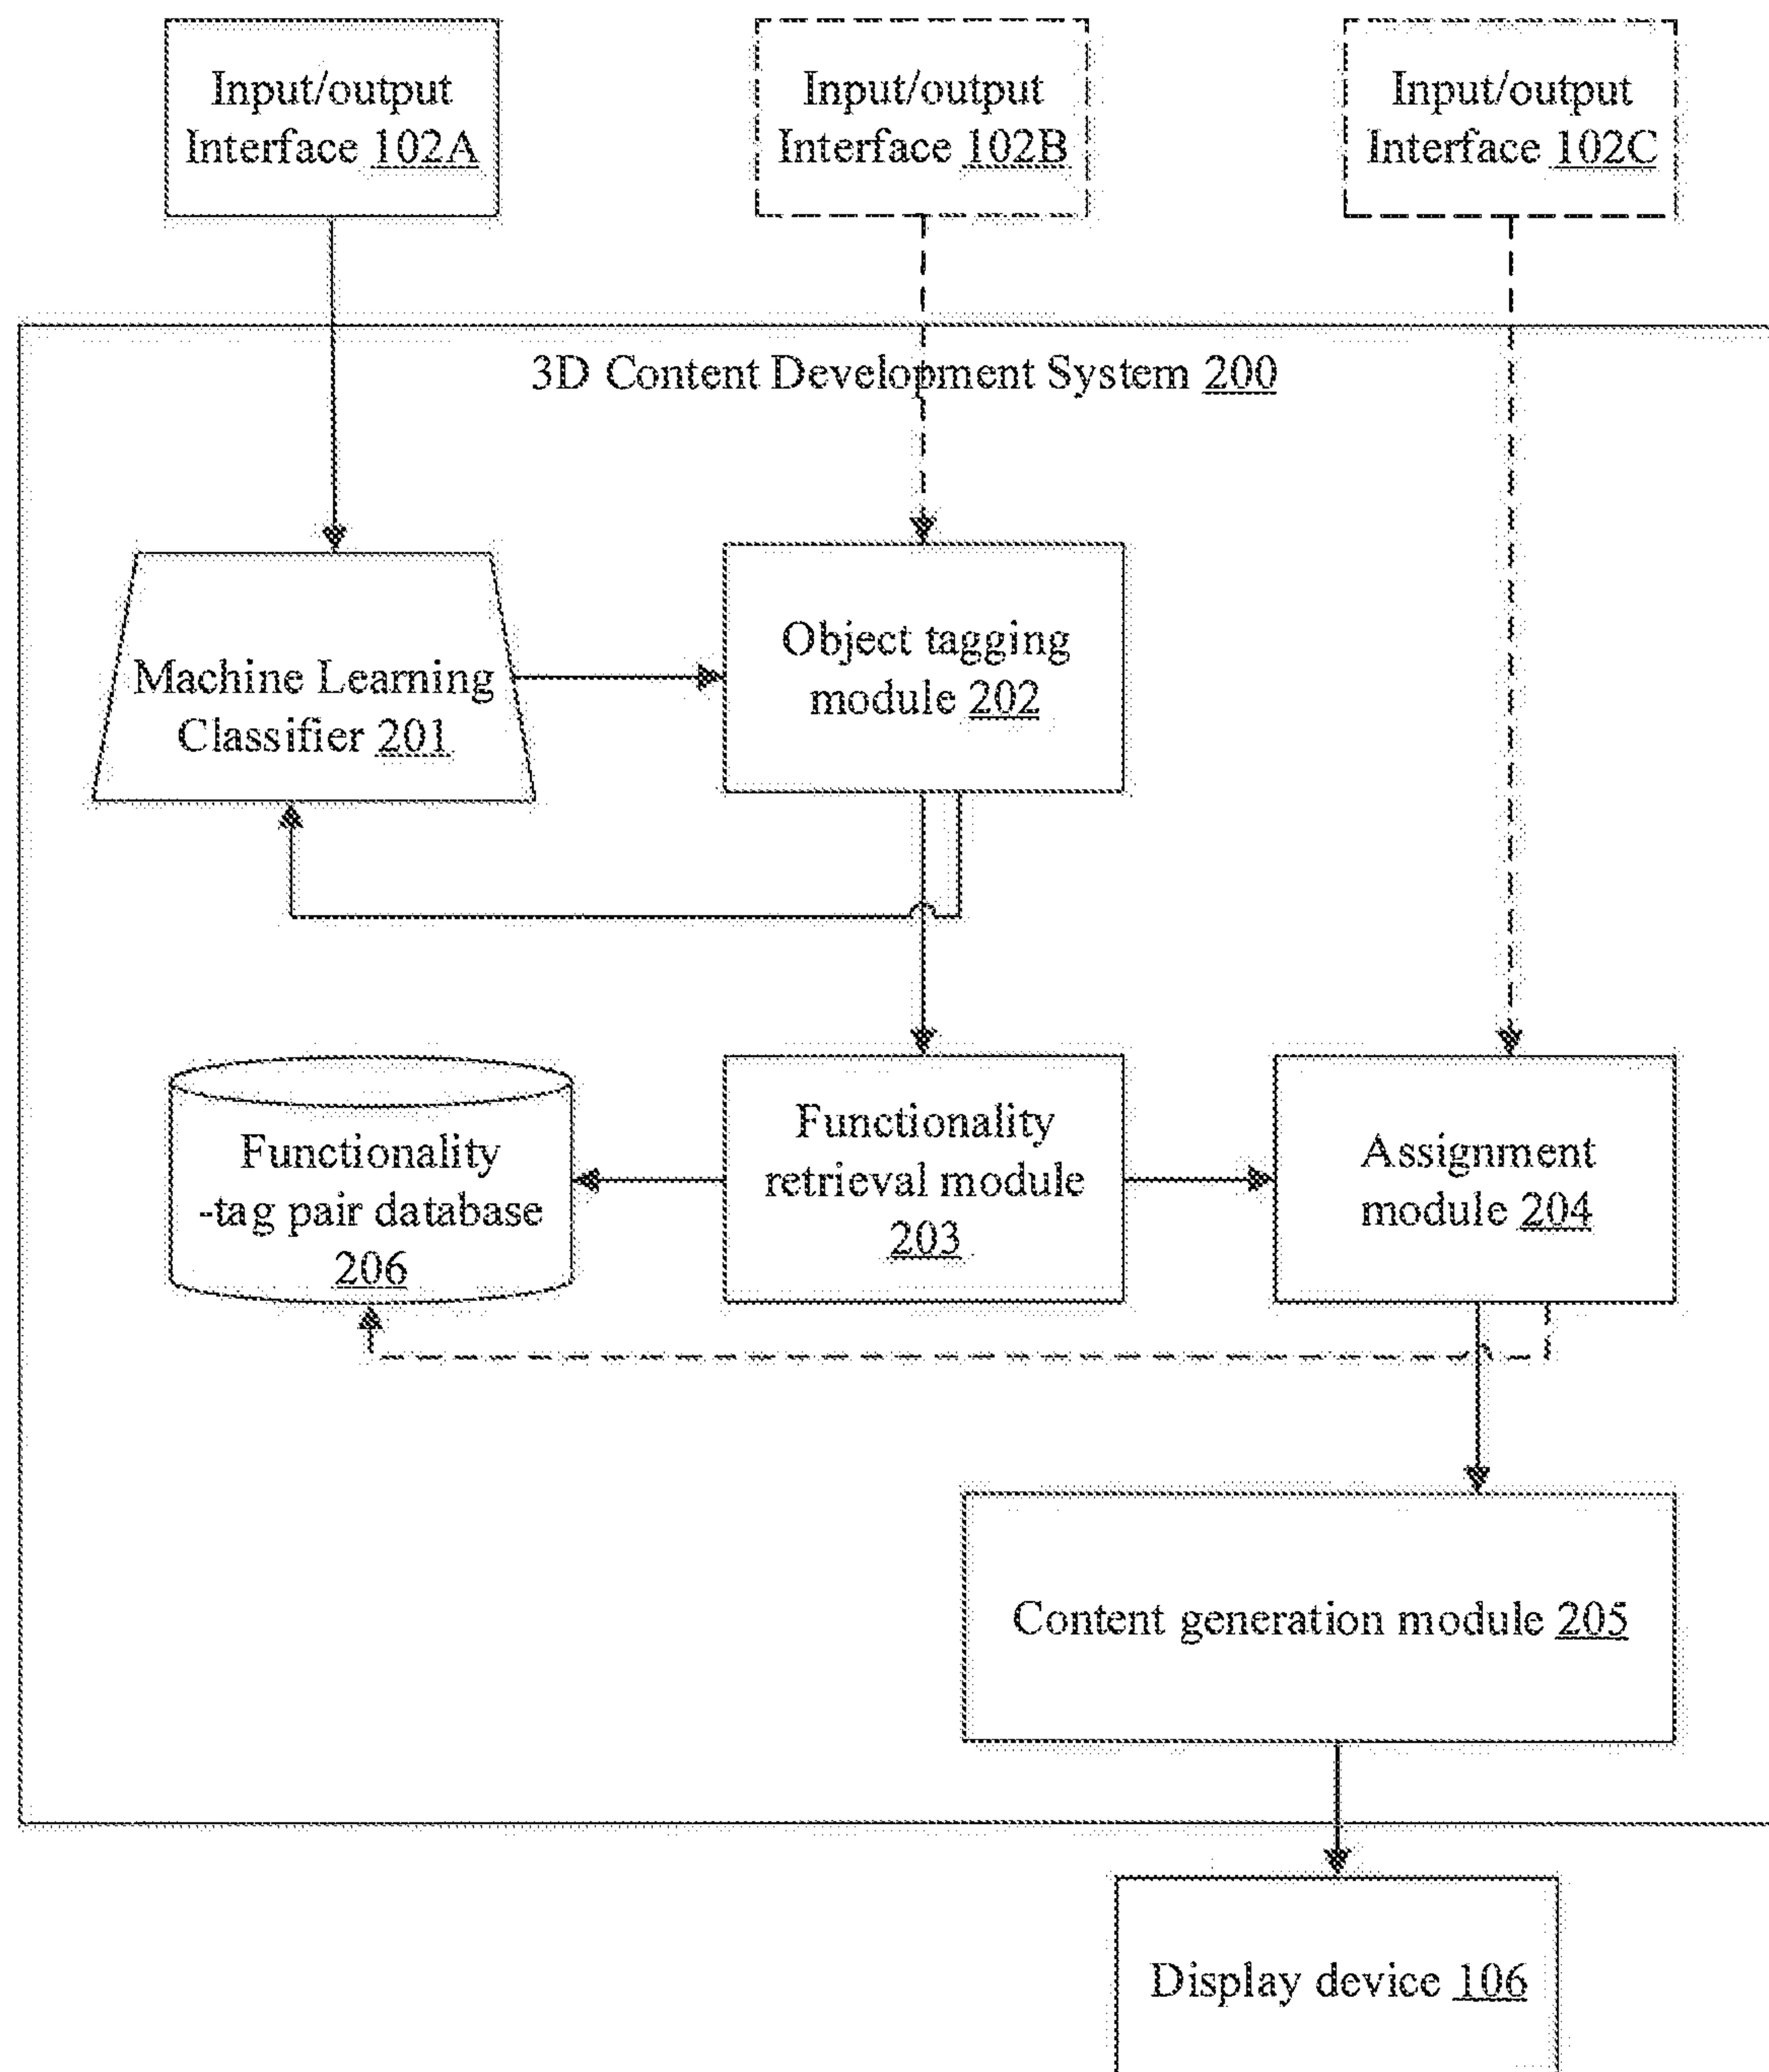 Input/output
Interface 102A
Input/output
Interface 102B
Input/output
Interface 102C
3D Content Development System 200
Machine Learning
Classifier 201
Object tagging
module 202
Functionality
-tag pair database
206
Functionality
retrieval module
203
Assignment
module 204
Content generation module 205
Display device 106